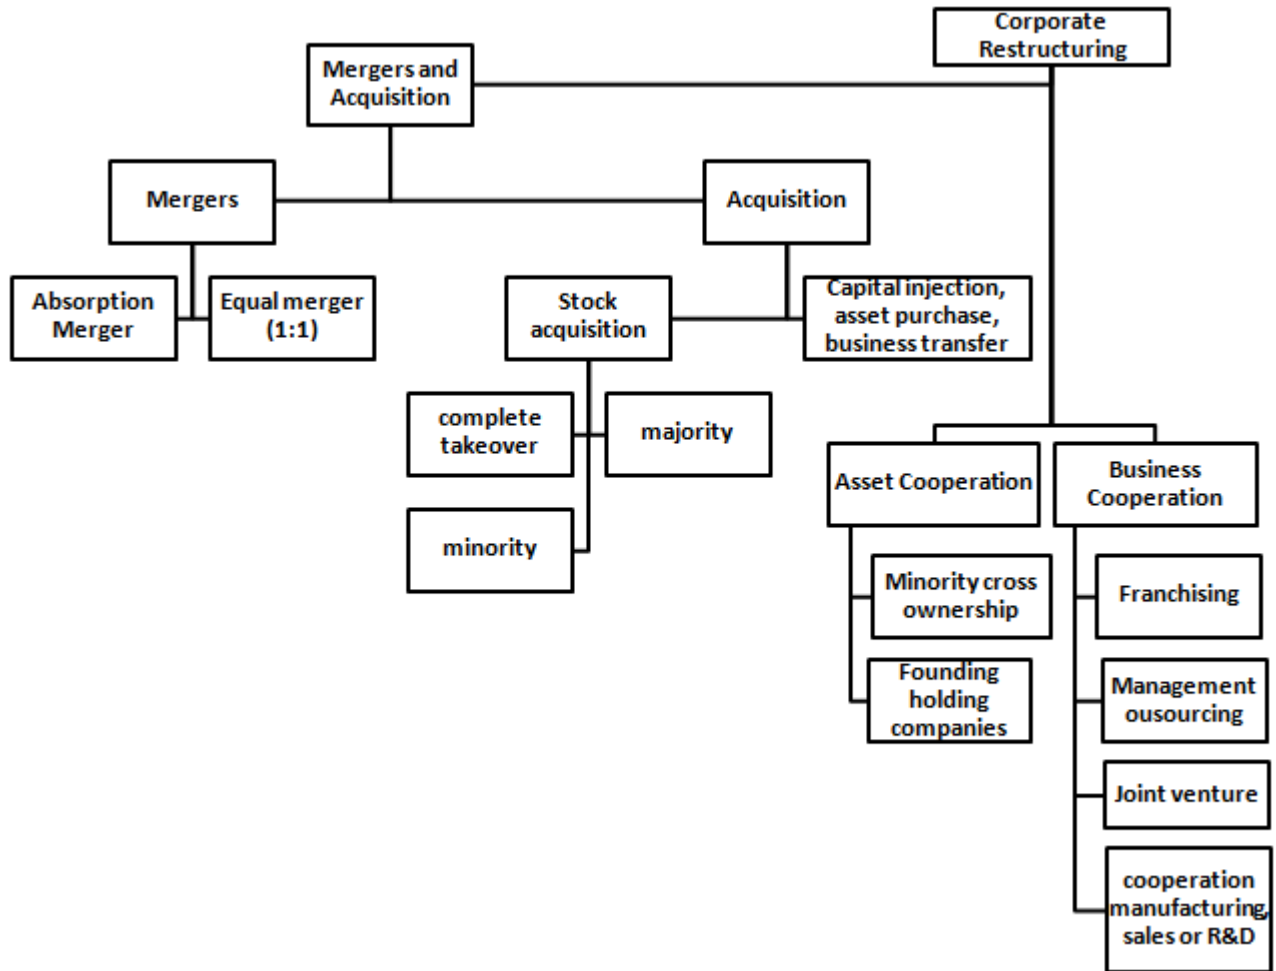 Corporate
Restructuring
Mergers and
Acquisition
Mergers
Acquisition
Absorption
Merger
Equal merger
(1:1)
Stock
acquisition
Capital injection,
asset purchase,
business transfer
complete
takeover
majority
minority
Asset Cooperation
Business
Cooperation
Minority cross
ownership
Founding
holding
companies
Franchising
Management
ousourcing
Joint venture
cooperation
manufacturing,
sales or R&D